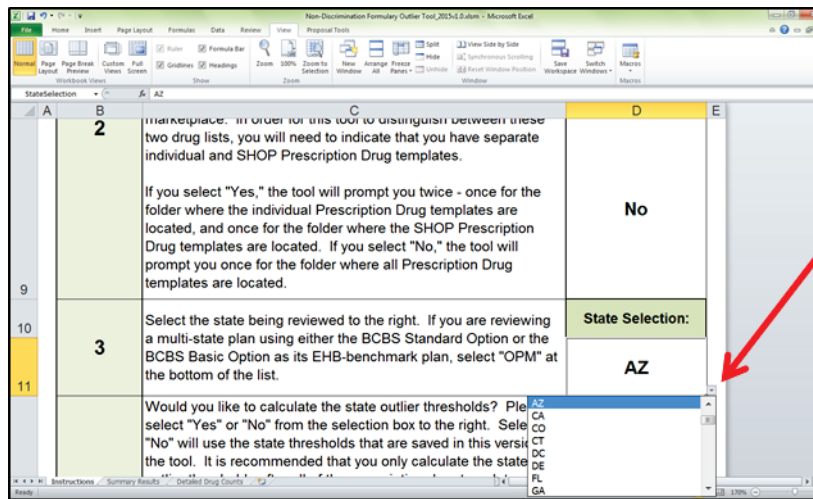 Non-Discrimination Formulary Outlier Tool_2015v1.0.xlsm - Microsoft Excel
File Home Insert Page Layout Formulas Data Review View Proposal Tools
Normal Page Layout Page Break Preview Custom Views Full Screen
Workbook Views
Ruler Formula Bar
Gridlines Headings
Show
Zoom 100% Zoom to Selection
Zoom
New Window Arrange All Freeze Panes
Split
Hide
Unhide
View Side by Side
Synchronous Scrolling
Reset Window Position
Window
Save Workspace Switch Windows
Macros
Macros
StateSelection fx AZ
A B C D E
2
marketplace. In order for this tool to distinguish between these
two drug lists, you will need to indicate that you have separate
individual and SHOP Prescription Drug templates.
If you select "Yes," the tool will prompt you twice - once for the
folder where the individual Prescription Drug templates are
located, and once for the folder where the SHOP Prescription
Drug templates are located. If you select "No," the tool will
prompt you once for the folder where all Prescription Drug
templates are located.
No
9
10
State Selection:
3
Select the state being reviewed to the right. If you are reviewing
a multi-state plan using either the BCBS Standard Option or the
BCBS Basic Option as its EHB-benchmark plan, select "OPM" at
the bottom of the list.
AZ
11
Would you like to calculate the state outlier thresholds?
select "Yes" or "No" from the selection box to the right.
"No" will use the state thresholds that are saved in this
the tool. It is recommended that you only calculate the state
AZ
CA
CO
CT
DC
DE
FL
GA
Instructions Summary Results Detailed Drug Counts
Ready 170%